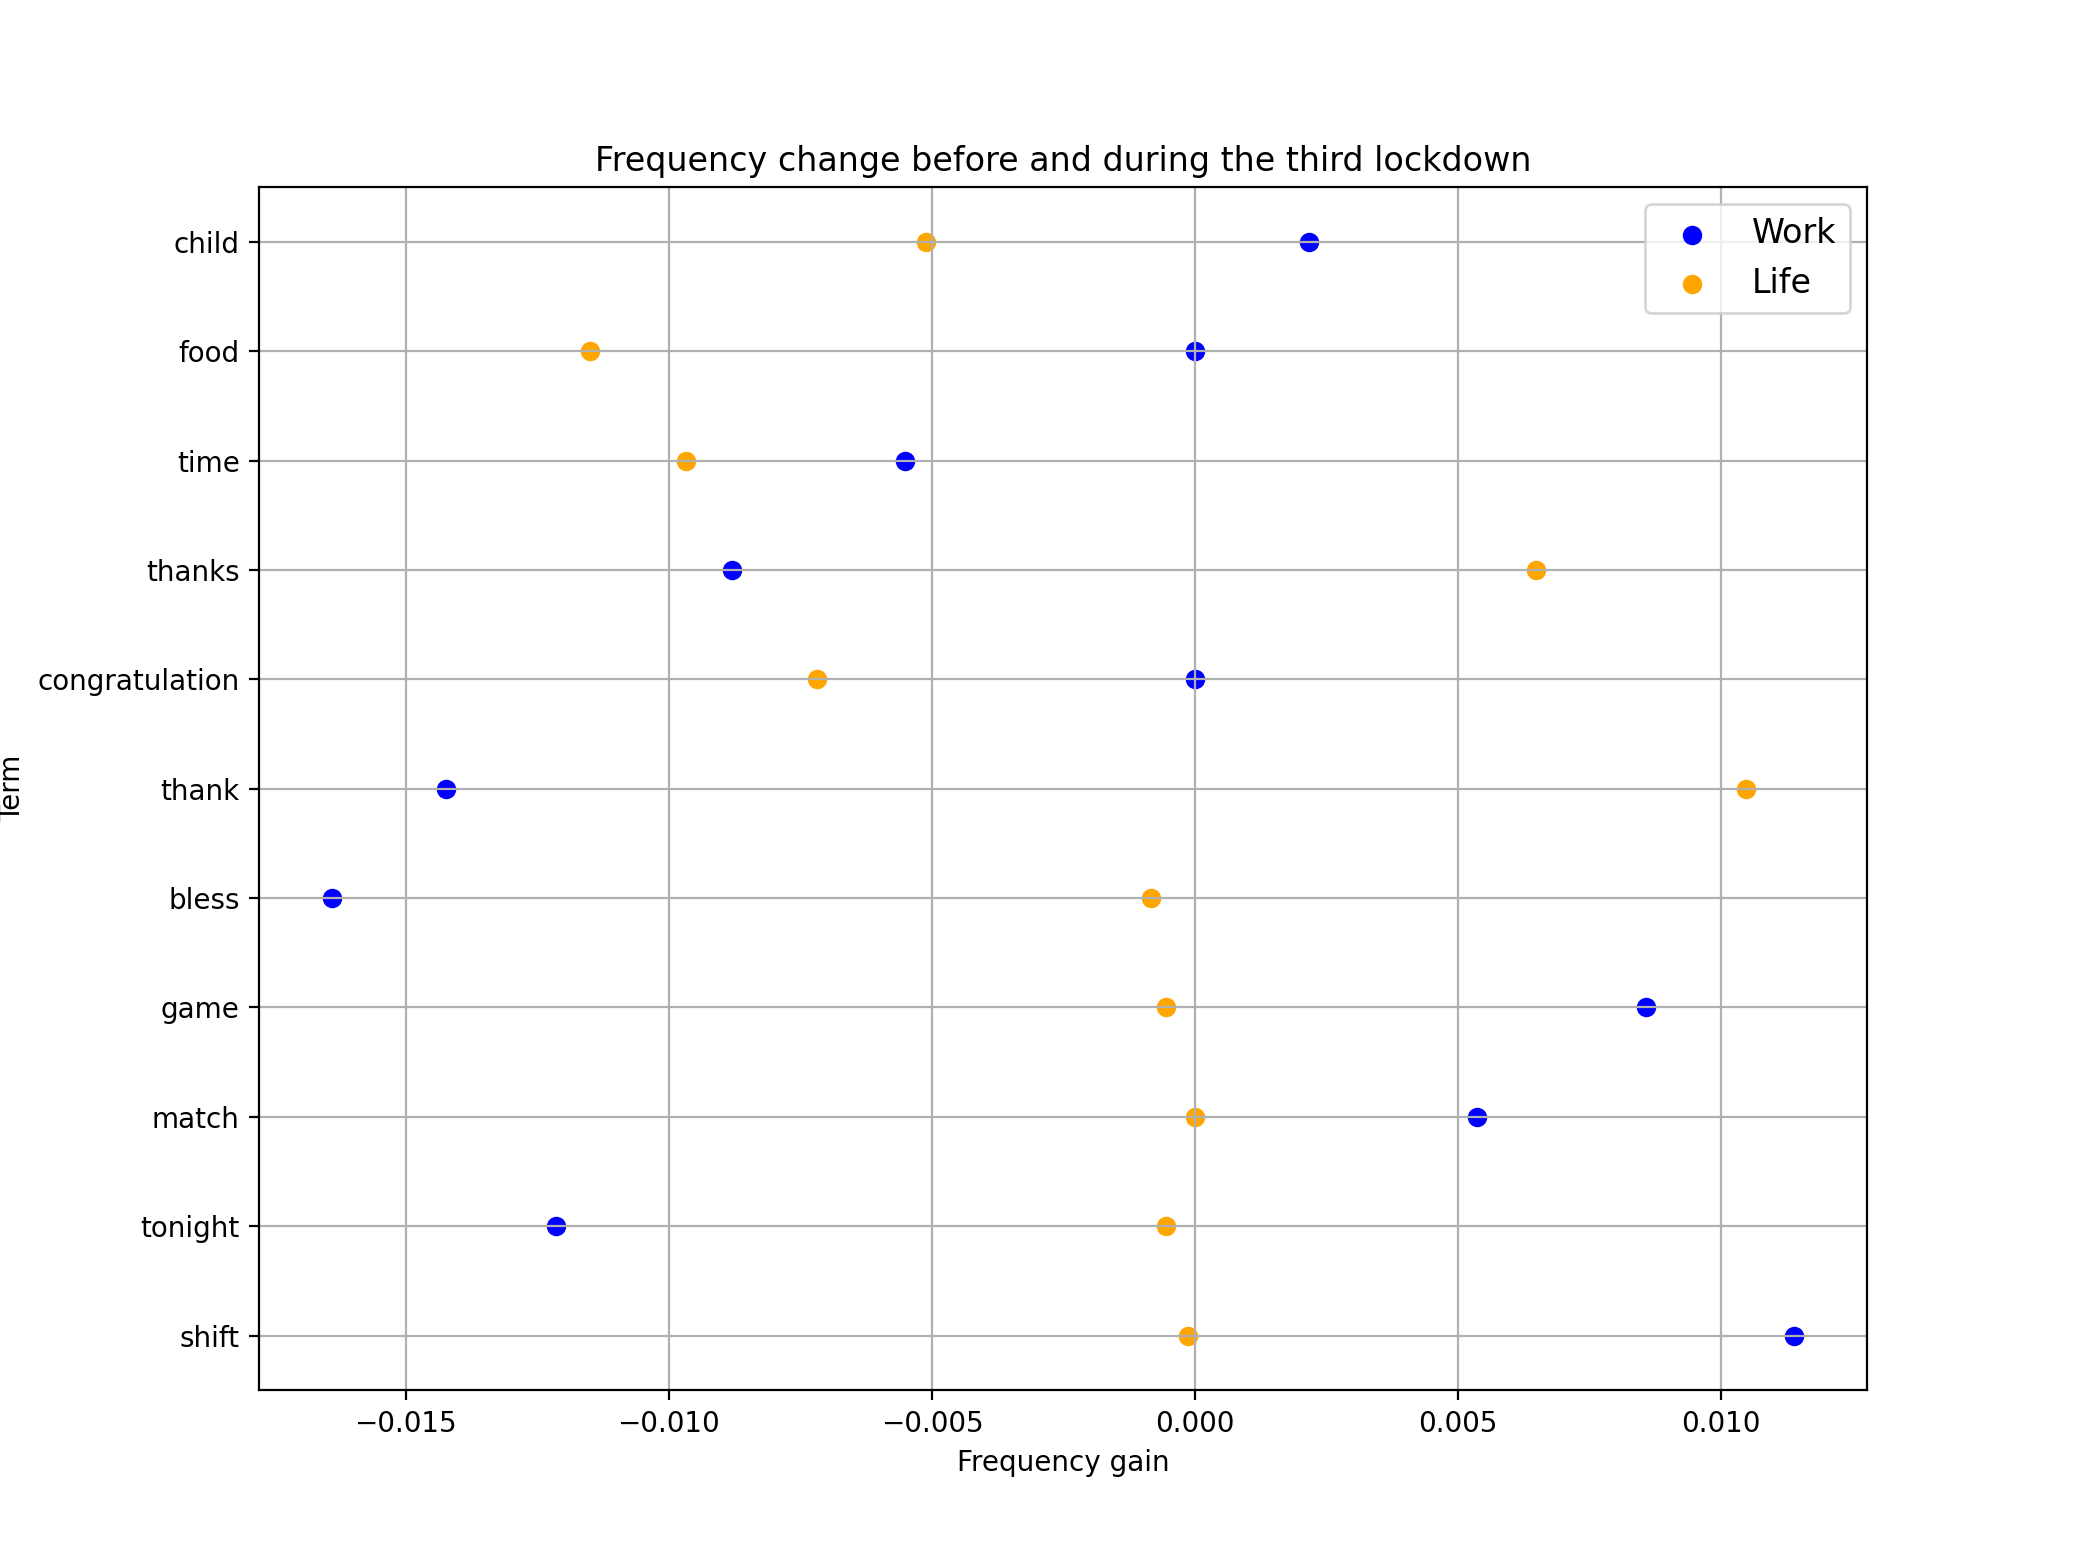 Frequency change before and during the third lockdown
Work
Life
child
food
time
thanks
congratulation
thank
bless
game
match
tonight
shift
Term
−0.015 −0.010 −0.005 0.000 0.005 0.010
Frequency gain